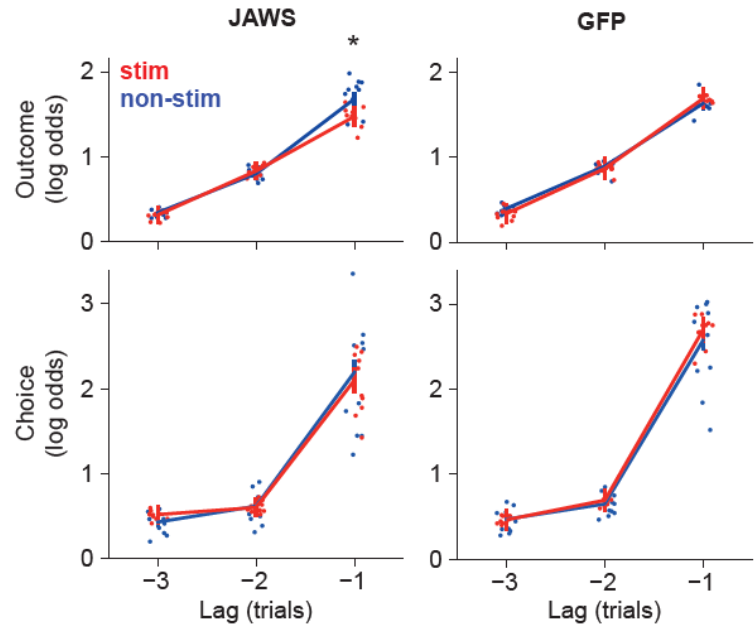 JAWS
GFP
*
stim
non-stim
2
1
0
Outcome
(log odds)
2
1
0
3
2
1
0
Choice
(log odds)
−3
−2
−1
Lag (trials)
3
2
1
0
−3
−2
−1
Lag (trials)